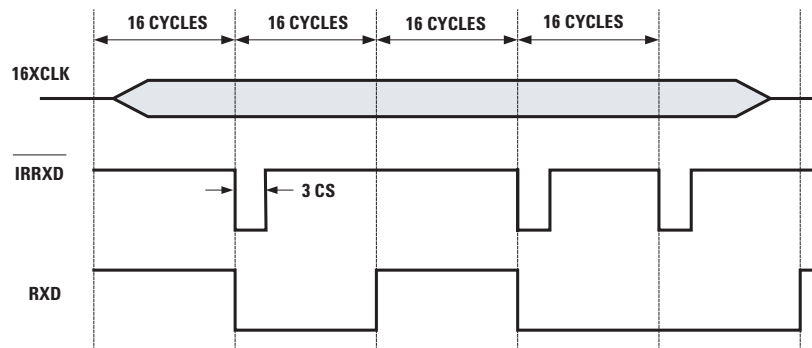 16 CYCLES 16 CYCLES 16 CYCLES 16 CYCLES
16XCLK
IRRXD
3 CS
RXD